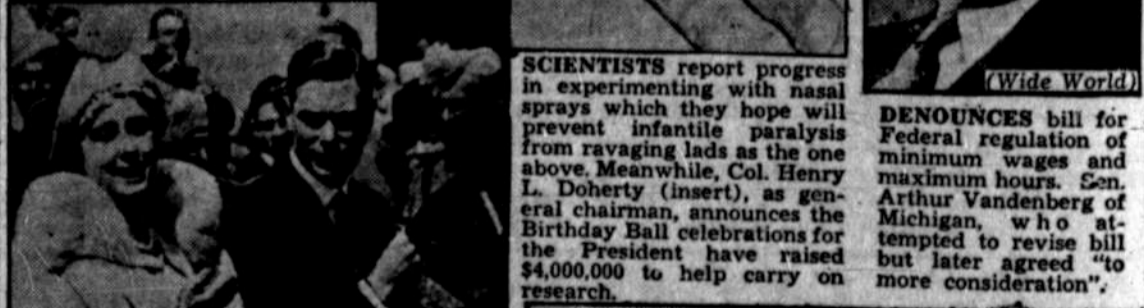 SCIENTISTS report progress
in experimenting with nasal
sprays which they hope will
prevent infantile paralysis
from ravaging lads as the one
above. Meanwhile, Col. Henry
L. Doherty (insert), as gen-
eral chairman, announces the
Birthday Ball celebrations for
the President have raised
$4,000,000 to help carry on
research.
(Wide World)
DENOUNCES bill for
Federal regulation of
minimum wages and
maximum hours. Sen.
Arthur Vandenberg of
Michigan, who at-
tempted to revise bill
but later agreed "to
more consideration".